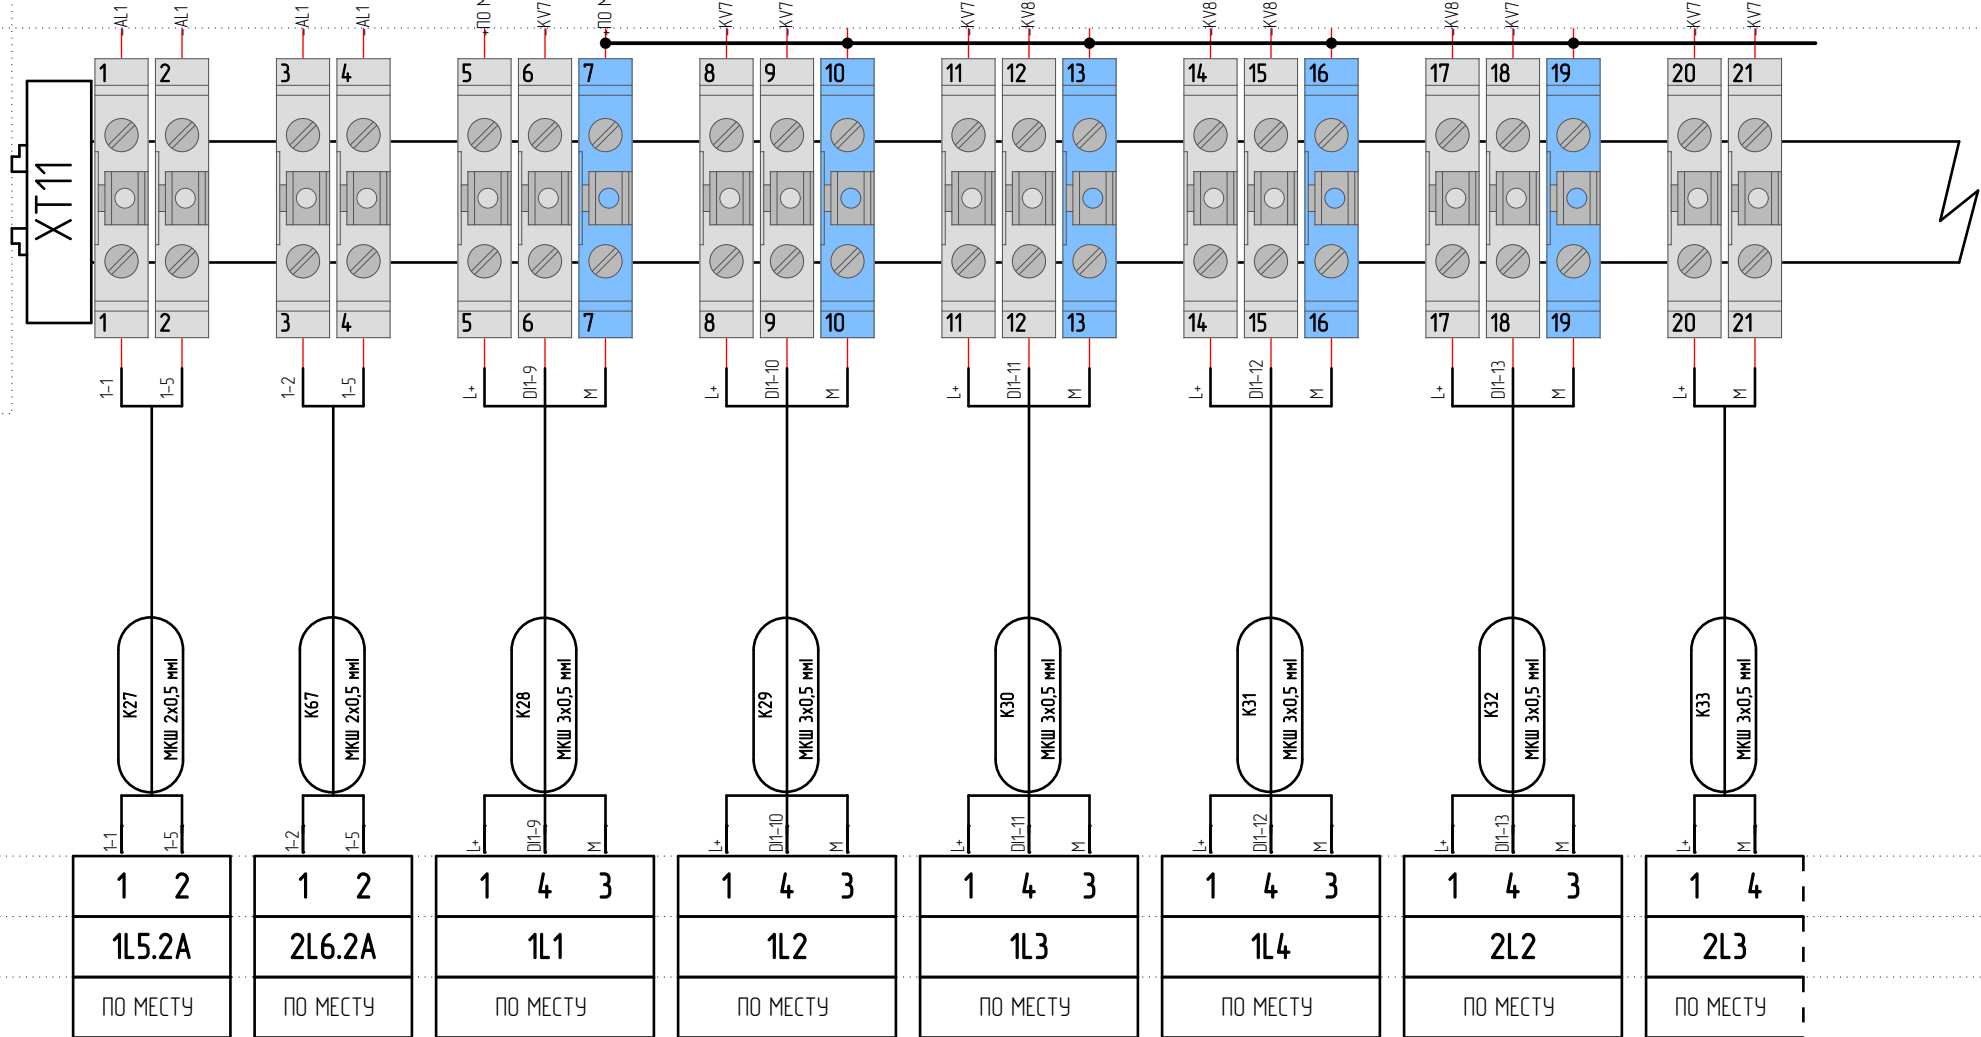 AL1 AL1 AL1 AL1 KV7 KV7 KV7 KV7 KV8 KV8 KV8 KV8 KV7 KV7 KV7
1 2 3 4 5 6 7 8 9 10 11 12 13 14 15 16 17 18 19 20 21
XT11
1 2 3 4 5 6 7 8 9 10 11 12 13 14 15 16 17 18 19 20 21
1-1 1-5 1-2 1-5 L+ DI1-9 M L+ DI1-10 M L+ DI1-11 M L+ DI1-12 M L+ DI1-13 M L+ M
К27 МКШ 2х0,5 мм
К67 МКШ 2х0,5 мм
К28 МКШ 3х0,5 мм
К29 МКШ 3х0,5 мм
К30 МКШ 3х0,5 мм
К31 МКШ 3х0,5 мм
К32 МКШ 3х0,5 мм
К33 МКШ 3х0,5 мм
1-1 1-5 1-2 1-5 L+ DI1-9 M L+ DI1-10 M L+ DI1-11 M L+ DI1-12 M L+ DI1-13 M L+ M
1 2 1 2 1 4 3 1 4 3 1 4 3 1 4 3 1 4 3 1 4
1L5.2A 2L6.2A 1L1 1L2 1L3 1L4 2L2 2L3
ПО МЕСТУ ПО МЕСТУ ПО МЕСТУ ПО МЕСТУ ПО МЕСТУ ПО МЕСТУ ПО МЕСТУ ПО МЕСТУ